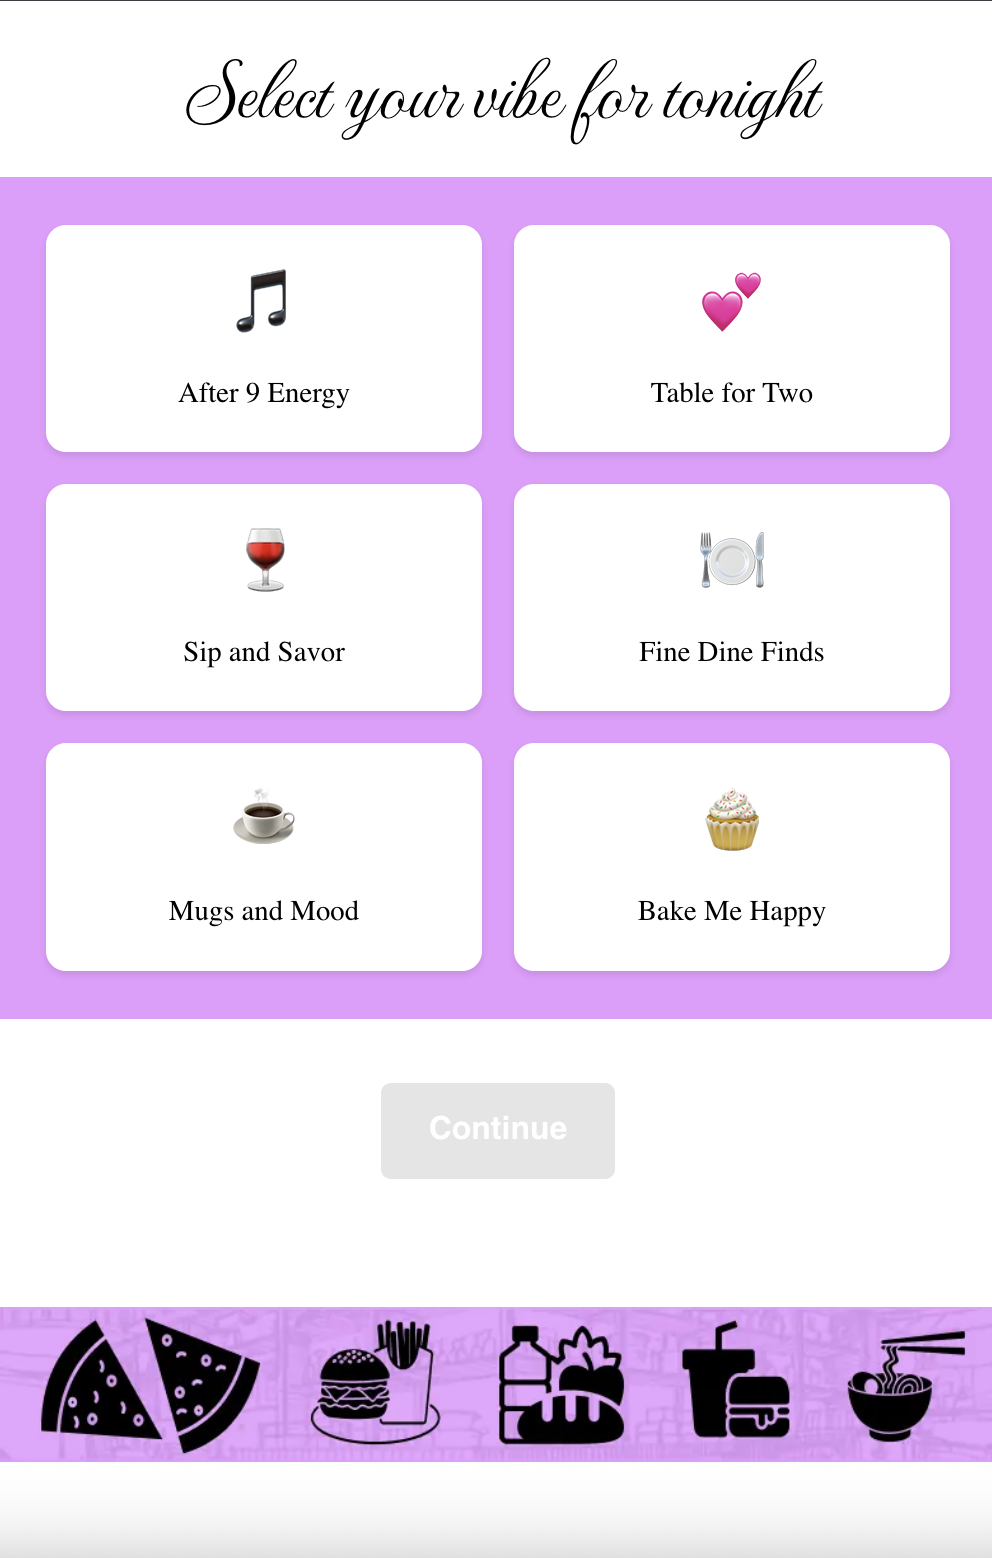 Select your vibe for tonight
After 9 Energy
Table for Two
Sip and Savor
Fine Dine Finds
Mugs and Mood
Bake Me Happy
Continue